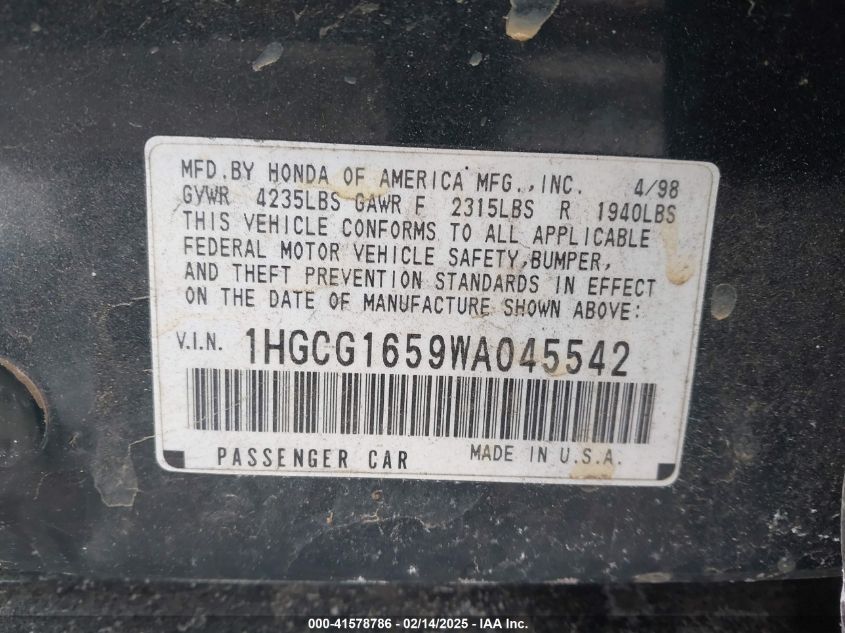 MFD.BY HONDA OF AMERICA MFG.,INC. 4/98
GVWR 4235LBS GAWR F 2315LBS R 1940LBS
THIS VEHICLE CONFORMS TO ALL APPLICABLE
FEDERAL MOTOR VEHICLE SAFETY,BUMPER,
AND THEFT PREVENTION STANDARDS IN EFFECT
ON THE DATE OF MANUFACTURE SHOWN ABOVE:
V.I.N. 1HGCG1659WA045542
PASSENGER CAR MADE IN U.S.A.
000-41578786 - 02/14/2025 - IAA Inc.